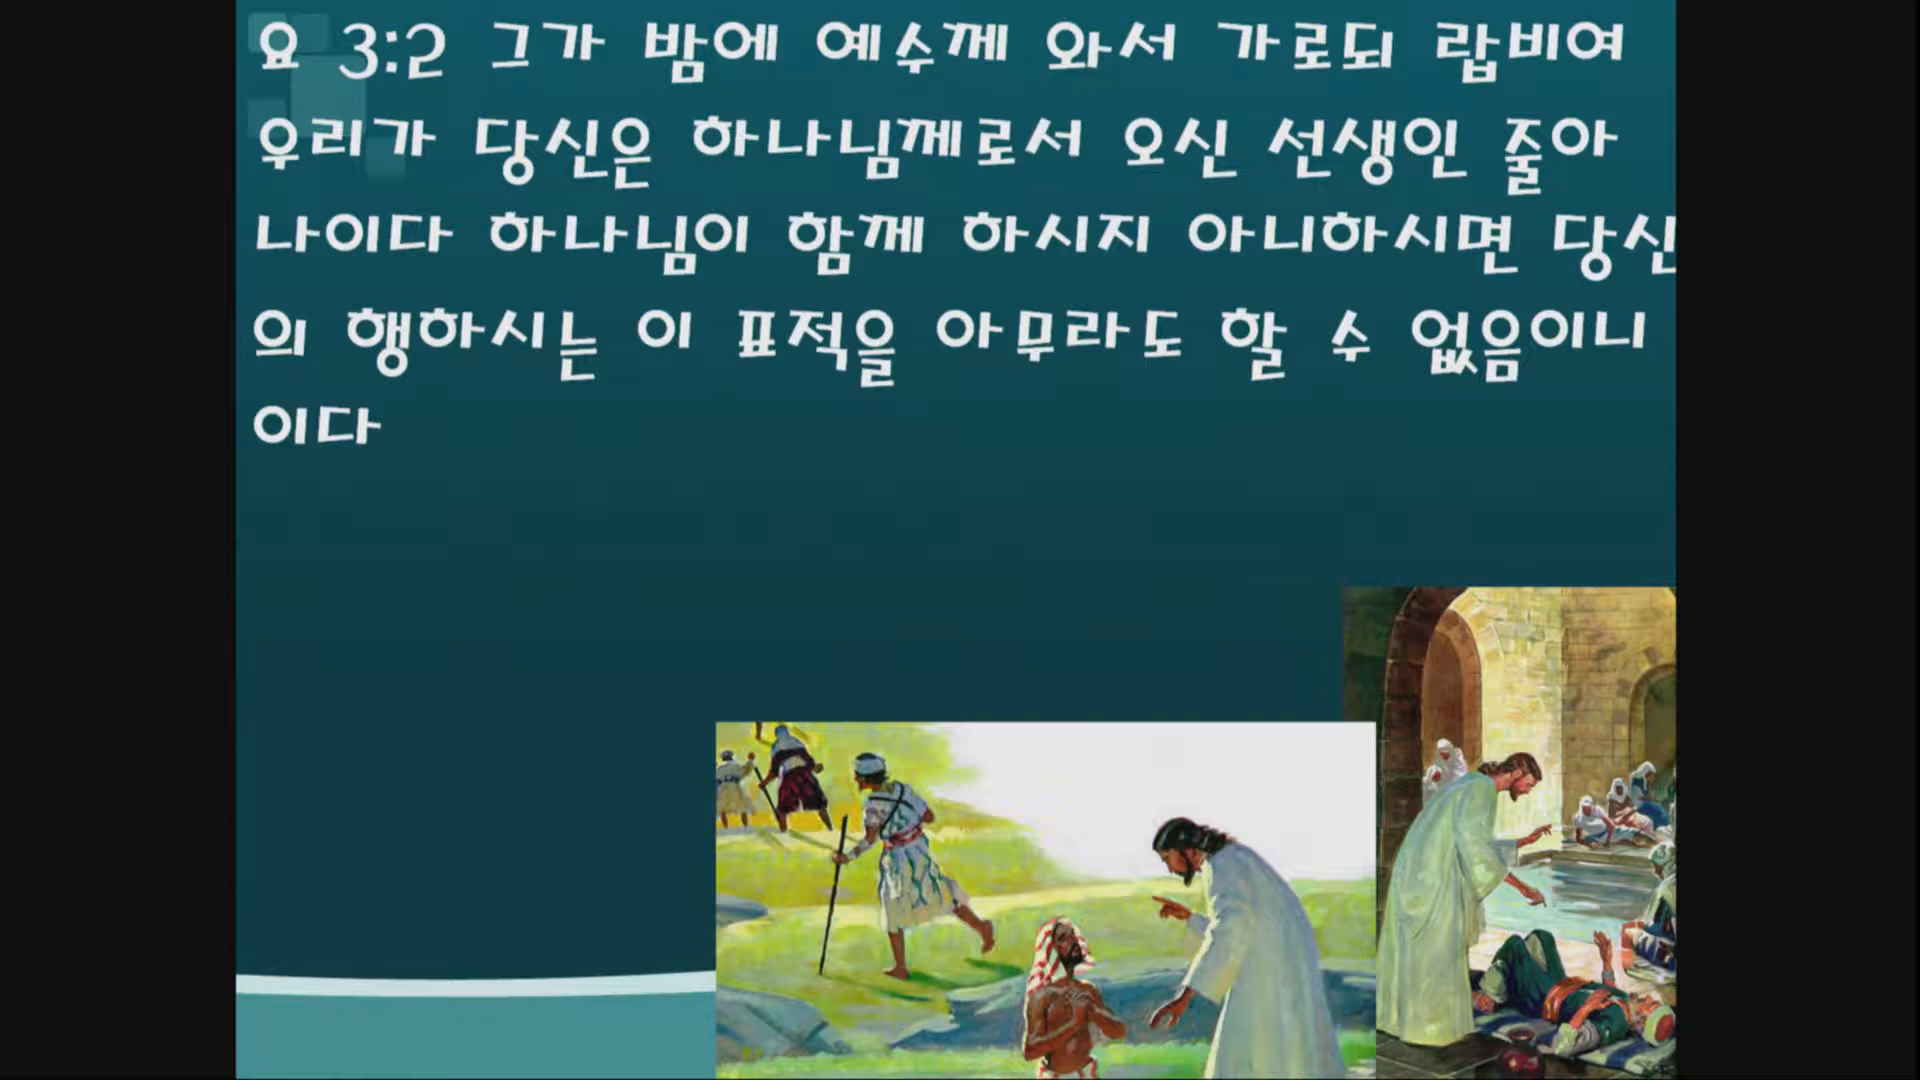 요 3:2 그가 밤에 예수께 와서 가로되 랍비여
우리가 당신은 하나님께로서 오신 선생인 줄아
나이다 하나님이 함께 하시지 아니하시면 당신
의 행하시는 이 표적을 아무라도 할 수 없음이니
이다